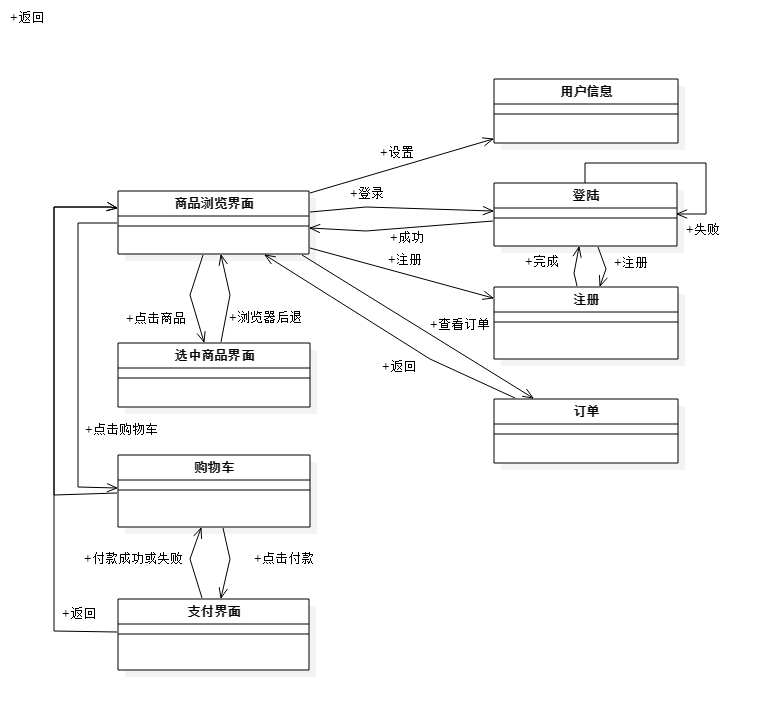 +返回
用户信息
+设置
商品浏览界面
+登录
登陆
+失败
+成功
+注册
+完成
+注册
注册
+点击商品
+浏览器后退
+查看订单
选中商品界面
+返回
订单
+点击购物车
购物车
+付款成功或失败
+点击付款
+返回
支付界面